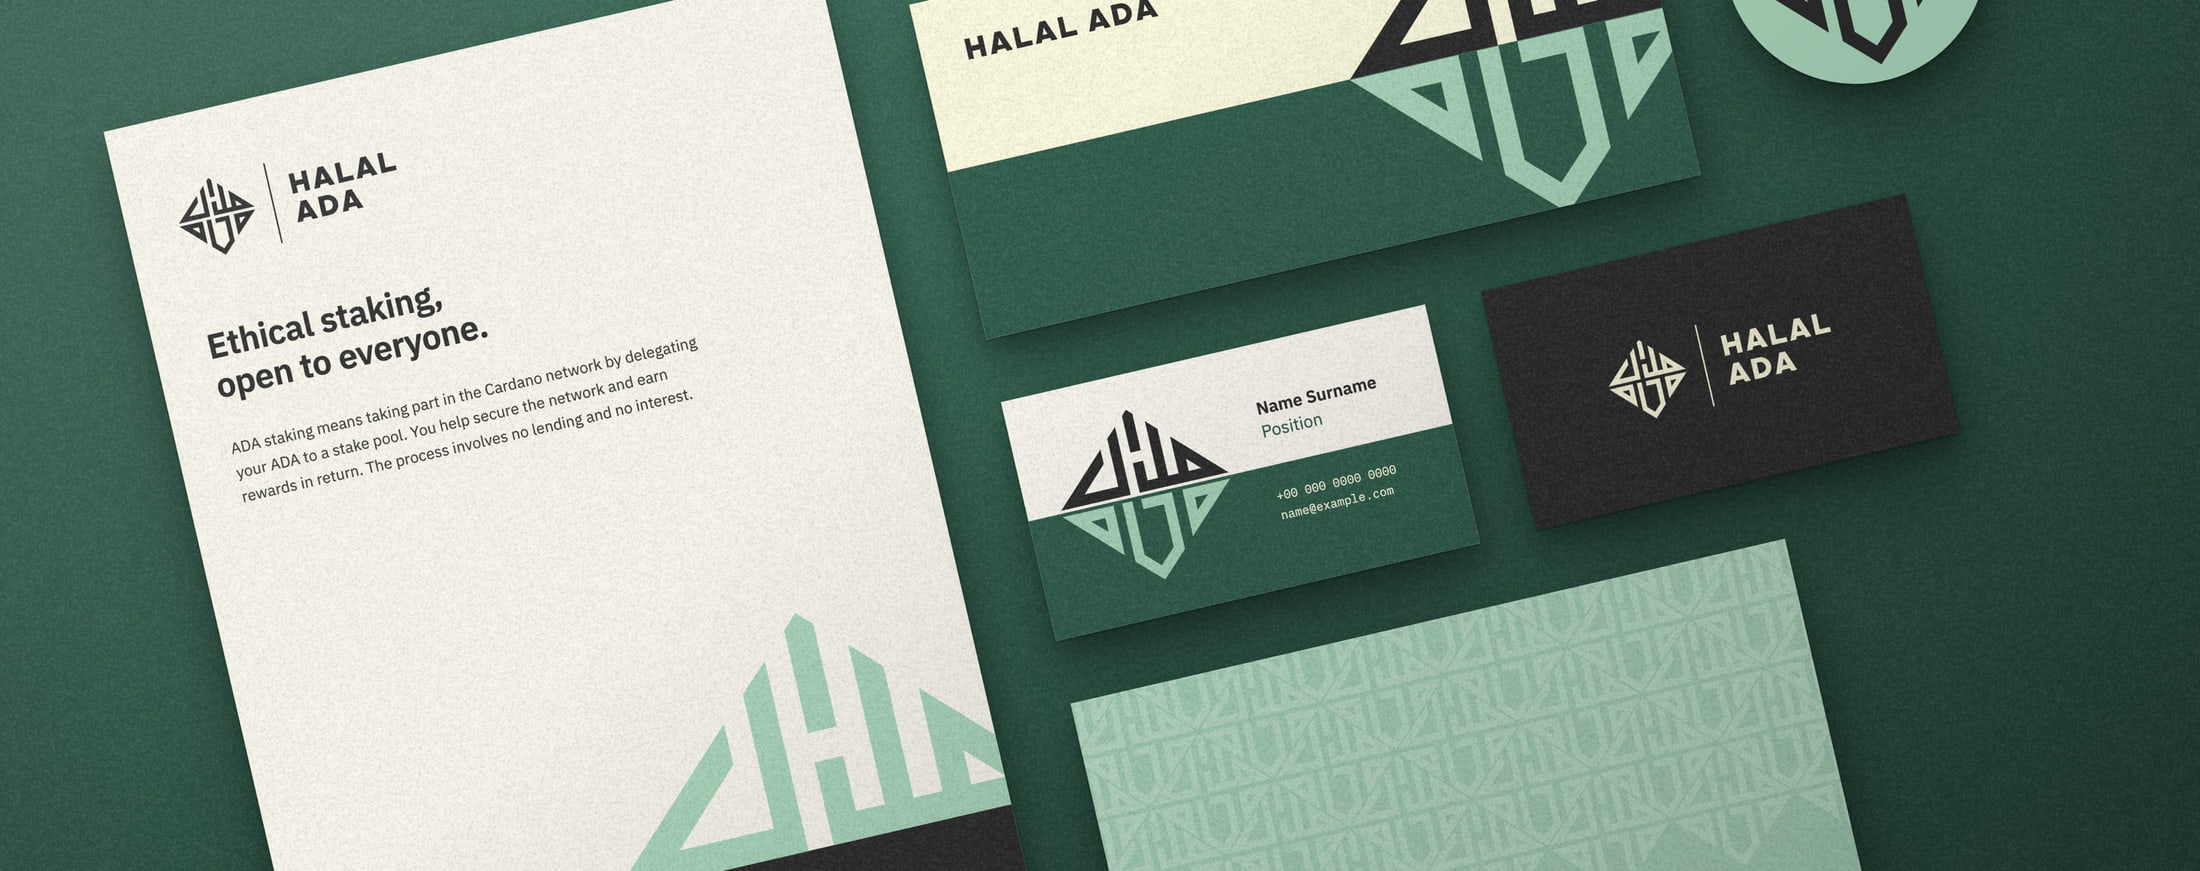 HALAL
ADA
Ethical staking,
open to everyone.
ADA staking means taking part in the Cardano network by delegating
your ADA to a stake pool. You help secure the network and earn
rewards in return. The process involves no lending and no interest.
HALAL ADA
Name Surname
Position
+00 000 0000 0000
name@example.com
HALAL
ADA